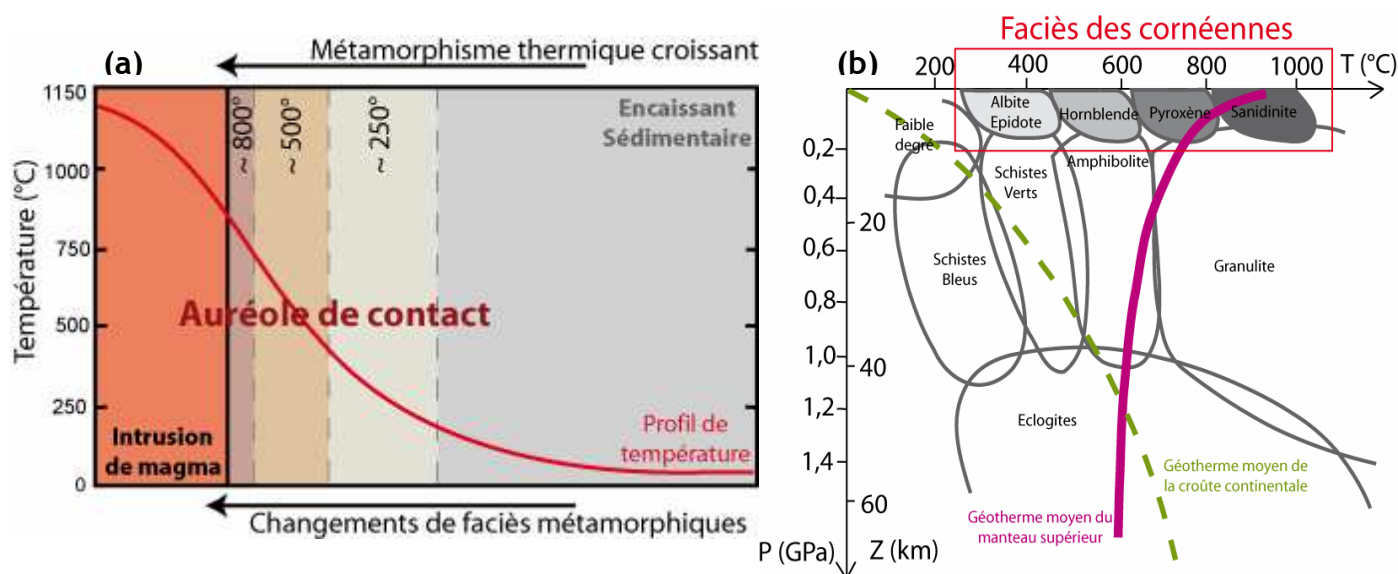 (a)
Métamorphisme thermique croissant
Température (°C)
1150
1000
750
500
250
0
~ 800°
~ 500°
~ 250°
Encaissant
Sédimentaire
Auréole de contact
Intrusion
de magma
Profil de
température
Changements de faciès métamorphiques
Faciès des cornéennes
(b)
200
400
600
800
1000
T (°C)
Albite
Epidote
Hornblende
Pyroxène
Sanidinite
Faible
degré
0,2
0,4
0,6
0,8
1,0
1,2
1,4
20
40
60
Schistes
Verts
Amphibolite
Schistes
Bleus
Granulite
Eclogites
Géotherme moyen de
la croûte continentale
Géotherme moyen du
manteau supérieur
P (GPa)
Z (km)